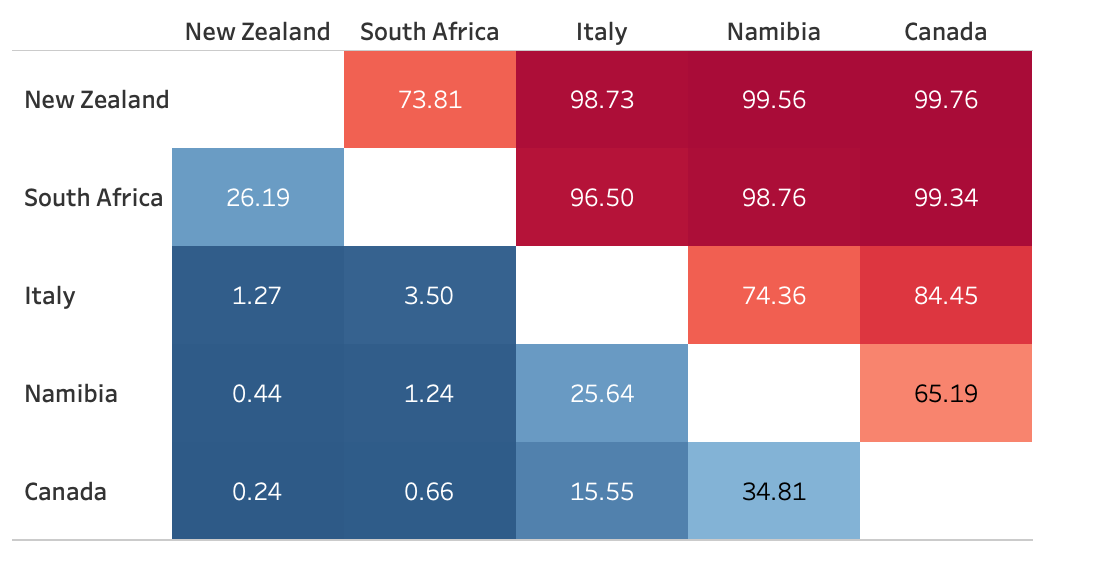 New Zealand South Africa Italy Namibia Canada
New Zealand 73.81 98.73 99.56 99.76
South Africa 26.19 96.50 98.76 99.34
Italy 1.27 3.50 74.36 84.45
Namibia 0.44 1.24 25.64 65.19
Canada 0.24 0.66 15.55 34.81